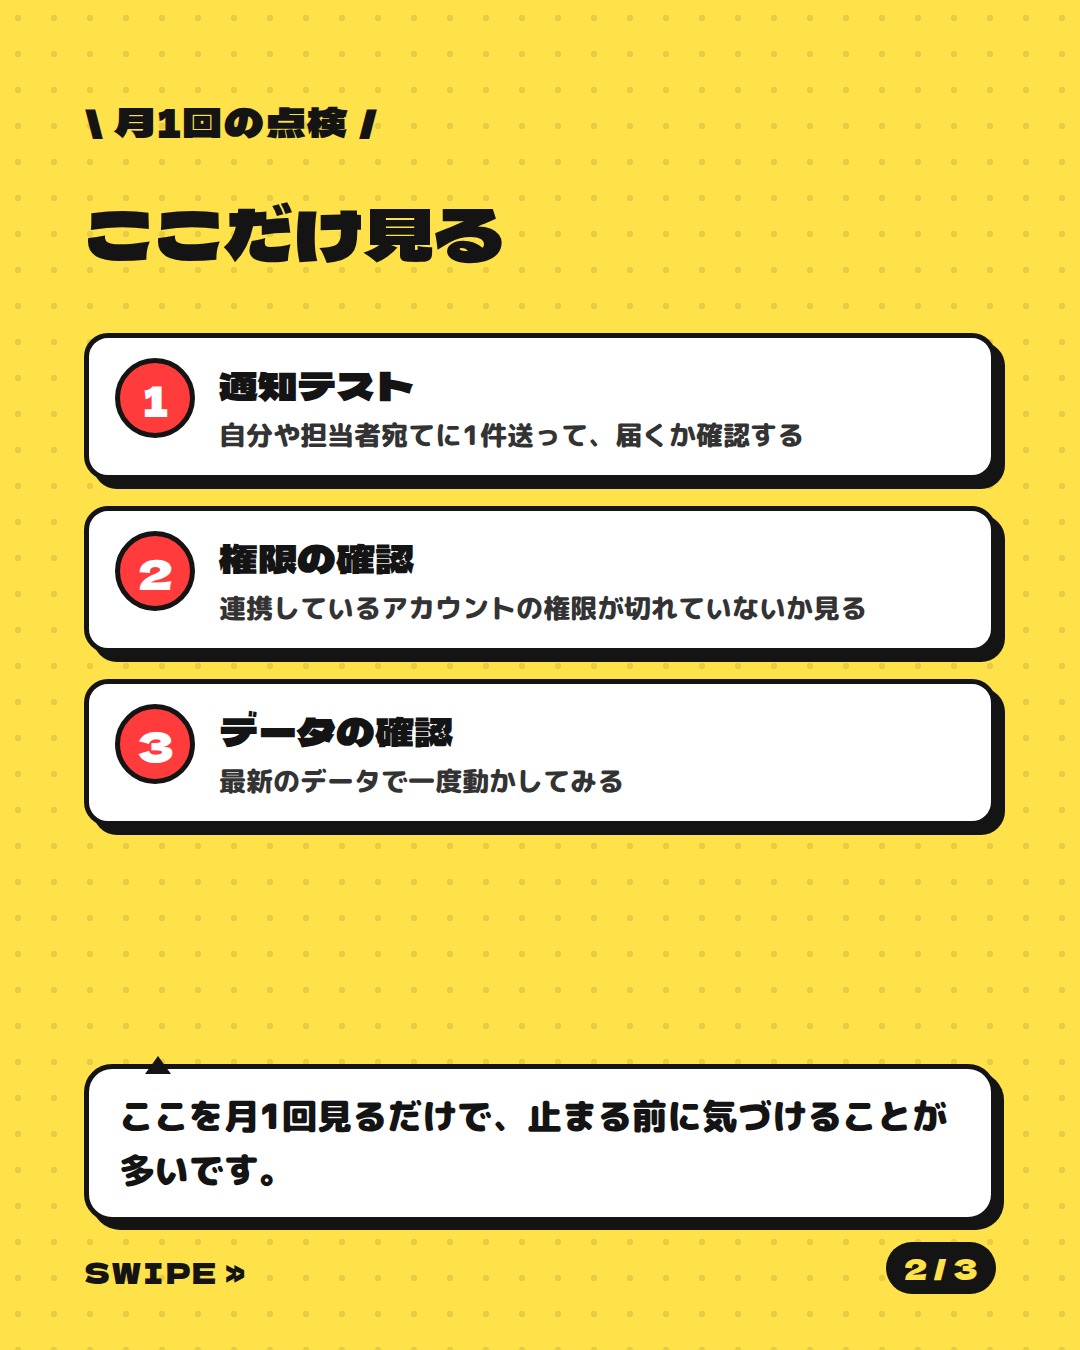 \ 月1回の点検 /
ここだけ見る
1
通知テスト
自分や担当者宛てに1件送って、届くか確認する
2
権限の確認
連携しているアカウントの権限が切れていないか見る
3
データの確認
最新のデータで一度動かしてみる
ここを月1回見るだけで、止まる前に気づけることが
多いです。
SWIPE »
2/3